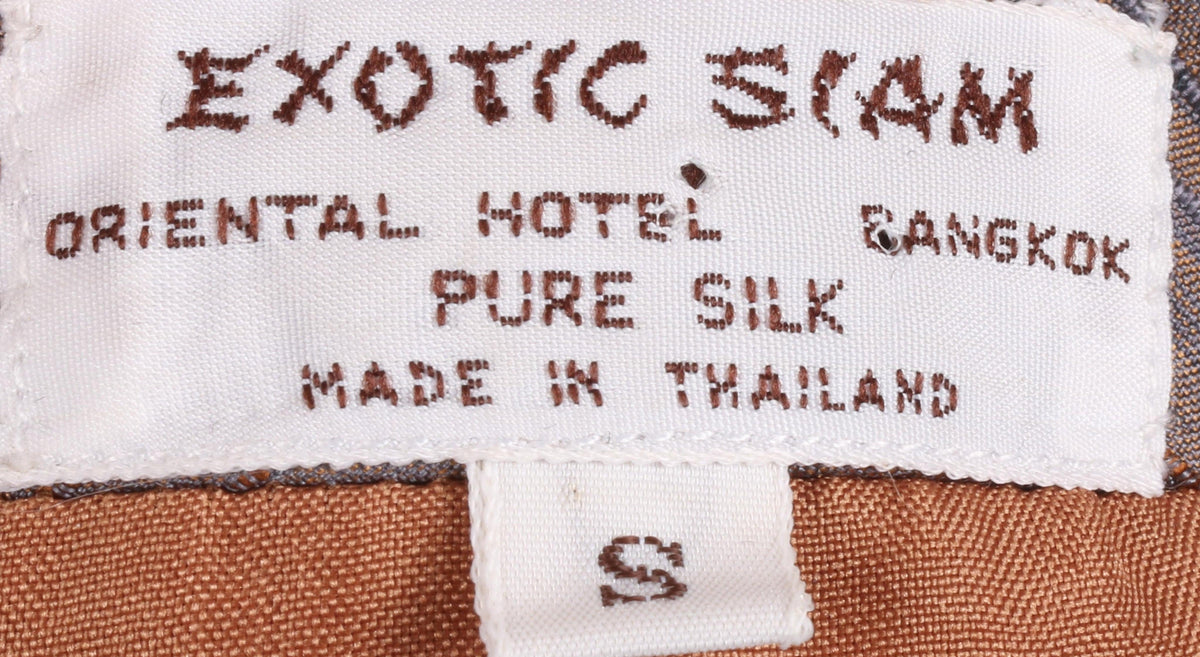 EXOTIC SIAM
ORIENTAL HOTEL BANGKOK
PURE SILK
MADE IN THAILAND
S